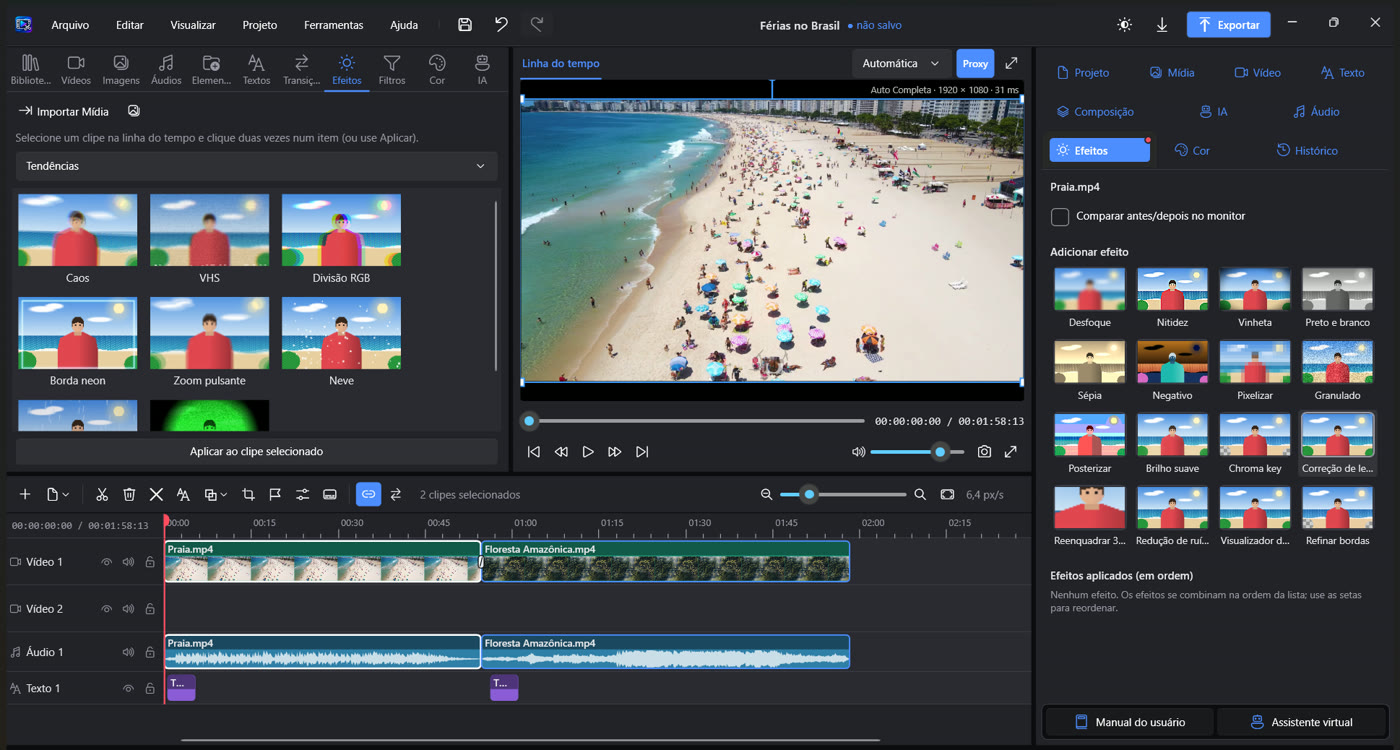 Arquivo Editar Visualizar Projeto Ferramentas Ajuda
Férias no Brasil • não salvo
Exportar
Bibliote... Vídeos Imagens Áudios Elemen... Textos Transiç... Efeitos Filtros Cor IA
Importar Mídia
Selecione um clipe na linha do tempo e clique duas vezes num item (ou use Aplicar).
Tendências
Caos VHS Divisão RGB
Borda neon Zoom pulsante Neve
Aplicar ao clipe selecionado
Linha do tempo
Automática
Proxy
Auto Completa · 1920 × 1080 · 31 ms
00:00:00:00 / 00:01:58:13
Projeto Mídia Vídeo Texto
Composição IA Áudio
Efeitos Cor Histórico
Praia.mp4
Comparar antes/depois no monitor
Adicionar efeito
Desfoque Nitidez Vinheta Preto e branco
Sépia Negativo Pixelizar Granulado
Posterizar Brilho suave Chroma key Correção de le...
Reenquadrar 3... Redução de ruí... Visualizador d... Refinar bordas
Efeitos aplicados (em ordem)
Nenhum efeito. Os efeitos se combinam na ordem da lista; use as setas
para reordenar.
Manual do usuário Assistente virtual
2 clipes selecionados
6,4 px/s
00:00:00:00 / 00:01:58:13
00:00 00:15 00:30 00:45 01:00 01:15 01:30 01:45 02:00 02:15
Vídeo 1
Praia.mp4 Floresta Amazônica.mp4
Vídeo 2
Áudio 1
Praia.mp4 Floresta Amazônica.mp4
Texto 1
T... T...